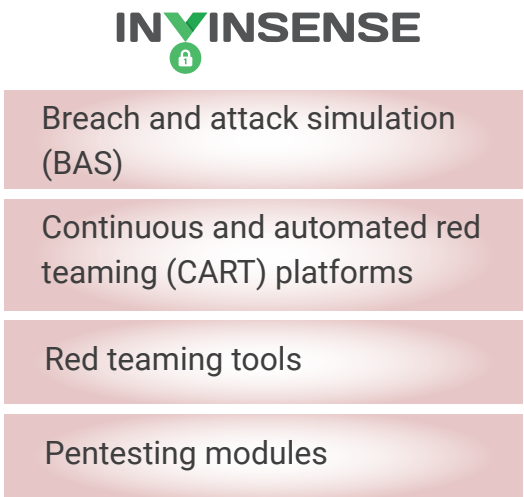 INVINSENSE
Breach and attack simulation
(BAS)
Continuous and automated red
teaming (CART) platforms
Red teaming tools
Pentesting modules